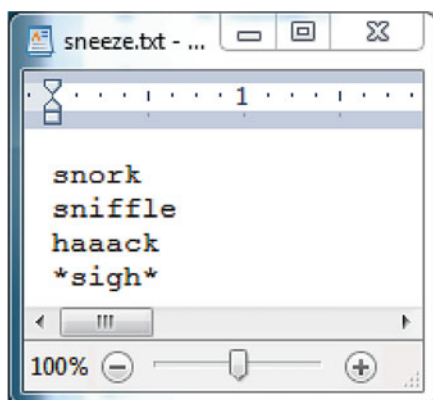 sneeze.txt - ...
1
snork
sniffle
haaack
*sigh*
100%